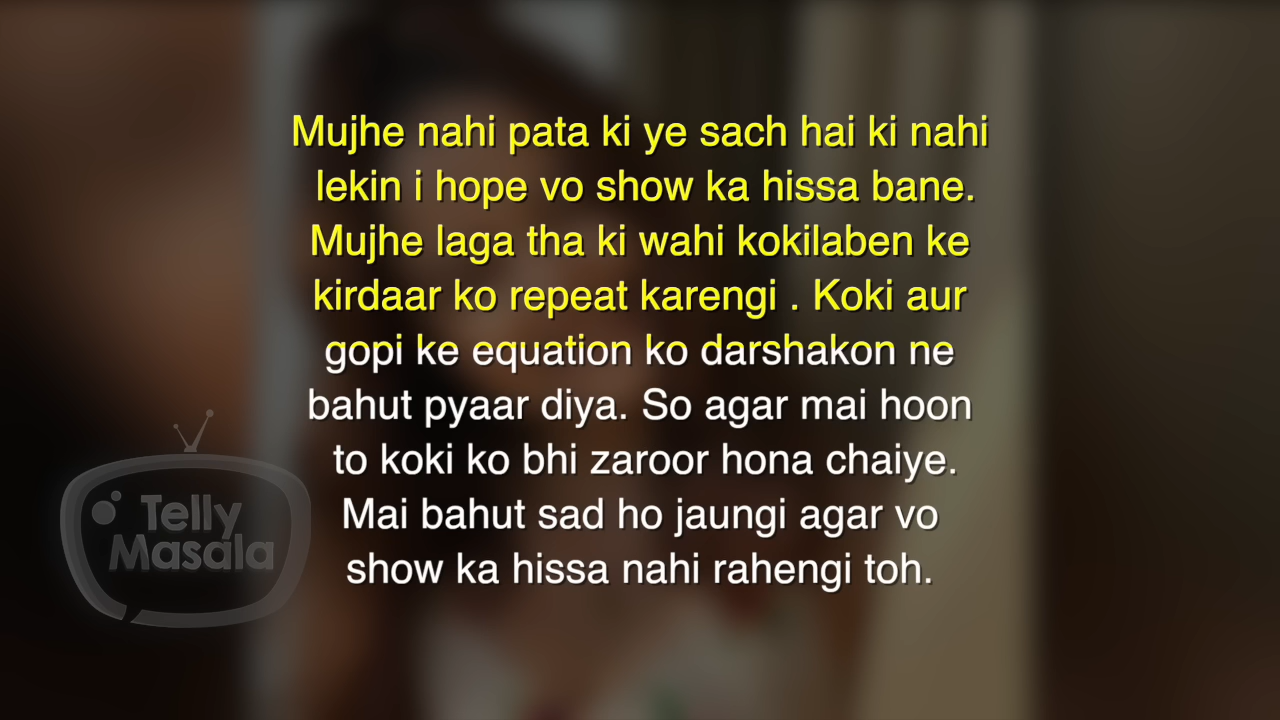 Mujhe nahi pata ki ye sach hai ki nahi
lekin i hope vo show ka hissa bane.
Mujhe laga tha ki wahi kokilaben ke
kirdaar ko repeat karengi . Koki aur
gopi ke equation ko darshakon ne
bahut pyaar diya. So agar mai hoon
to koki ko bhi zaroor hona chaiye.
Mai bahut sad ho jaungi agar vo
show ka hissa nahi rahengi toh.
Telly
Masala